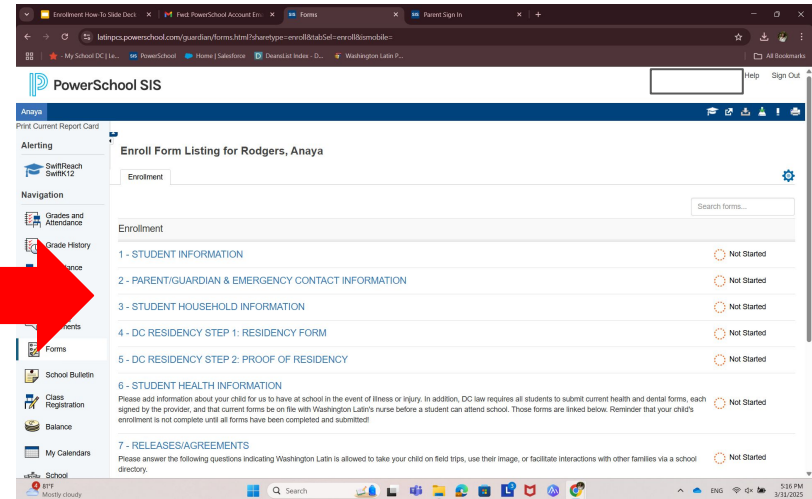 Enrollment How-To Slide Deck
Fwd: PowerSchool Account Em
SIS Forms
SIS Parent Sign In
latinpcs.powerschool.com/guardian/forms.html?sharetype=enroll&tabSel=enroll&ismobile=
- My School DC | Le...
SIS PowerSchool
Home | Salesforce
DeansList Index - D...
Washington Latin P...
All Bookmarks
PowerSchool SIS
Help
Sign Out
Anaya
Print Current Report Card
Alerting
SwiftReach
SwiftK12
Navigation
Grades and
Attendance
Grade History
Forms
School Bulletin
Class
Registration
Balance
My Calendars
School
Enroll Form Listing for Rodgers, Anaya
Enrollment
Search forms...
Enrollment
1 - STUDENT INFORMATION
Not Started
2 - PARENT/GUARDIAN & EMERGENCY CONTACT INFORMATION
Not Started
3 - STUDENT HOUSEHOLD INFORMATION
Not Started
4 - DC RESIDENCY STEP 1: RESIDENCY FORM
Not Started
5 - DC RESIDENCY STEP 2: PROOF OF RESIDENCY
Not Started
6 - STUDENT HEALTH INFORMATION
Please add information about your child for us to have at school in the event of illness or injury. In addition, DC law requires all students to submit current health and dental forms, each
signed by the provider, and that current forms be on file with Washington Latin's nurse before a student can attend school. Those forms are linked below. Reminder that your child's
enrollment is not complete until all forms have been completed and submitted!
Not Started
7 - RELEASES/AGREEMENTS
Please answer the following questions indicating Washington Latin is allowed to take your child on field trips, use their image, or facilitate interactions with other families via a school
directory.
Not Started
81°F
Mostly cloudy
Search
ENG
5:16 PM
3/31/2025